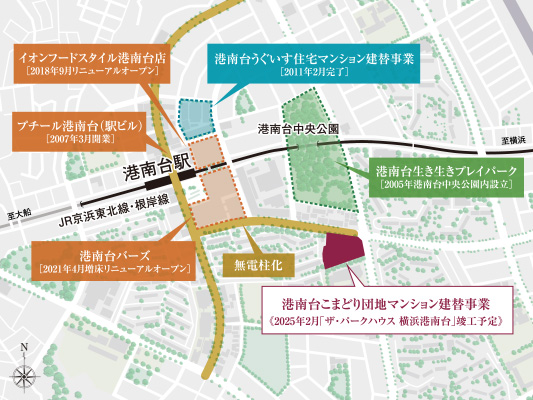 イオンフードスタイル港南台店
［2018年9月リニューアルオープン］
港南台うぐいす住宅マンション建替事業
［2011年2月完了］
プチール港南台（駅ビル）
［2007年3月開業］
港南台中央公園
至横浜
港南台駅
港南台生き生きプレイパーク
［2005年港南台中央公園内設立］
至大船
JR京浜東北線・根岸線
港南台バーズ
［2021年4月増床リニューアルオープン］
無電柱化
港南台こまどり団地マンション建替事業
《2025年2月「ザ・パークハウス 横浜港南台」竣工予定》
N